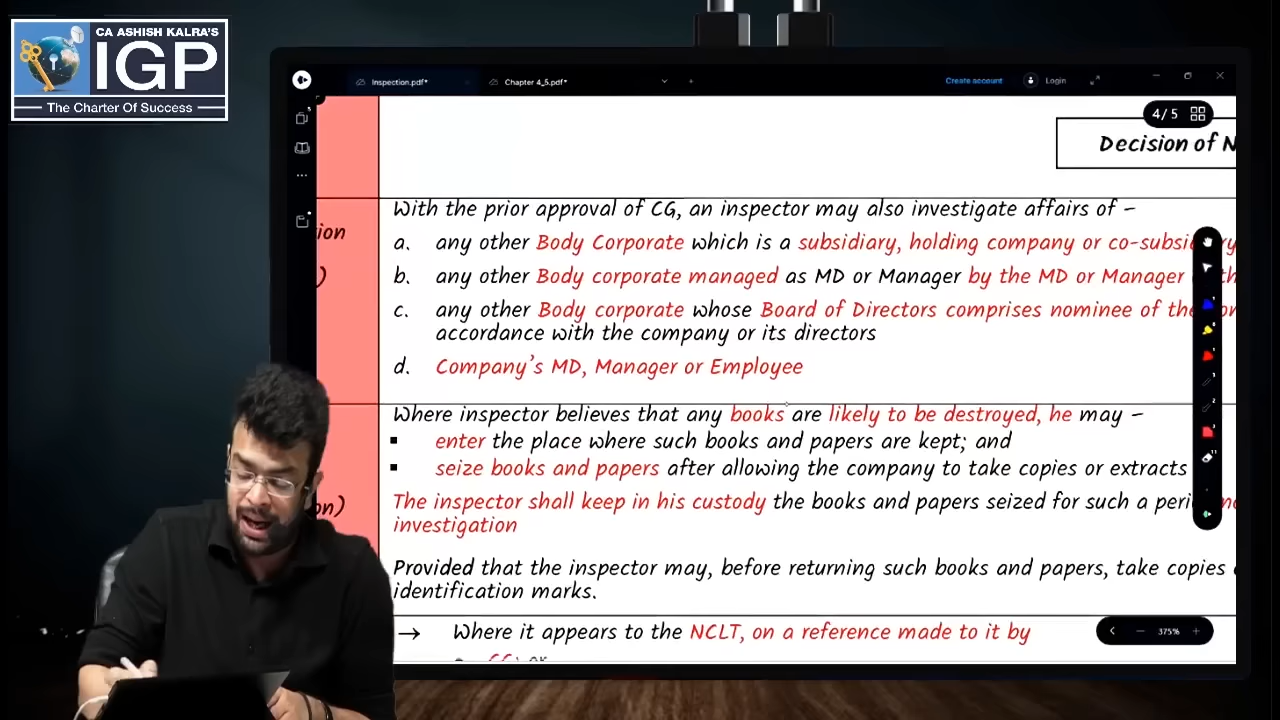 CA ASHISH KALRA'S
IGP
The Charter Of Success
Inspection.pdf*
Chapter 4_5.pdf*
Create account
Login
4/5
Decision of N
With the prior approval of CG, an inspector may also investigate affairs of –
tion
a. any other Body Corporate which is a subsidiary, holding company or co-subsidiary
)
b. any other Body corporate managed as MD or Manager by the MD or Manager
c. any other Body corporate whose Board of Directors comprises nominee of the
accordance with the company or its directors
d. Company's MD, Manager or Employee
Where inspector believes that any books are likely to be destroyed, he may –
▪ enter the place where such books and papers are kept; and
▪ seize books and papers after allowing the company to take copies or extracts
on)
The inspector shall keep in his custody the books and papers seized for such a peri
investigation
Provided that the inspector may, before returning such books and papers, take copies
identification marks.
→ Where it appears to the NCLT, on a reference made to it by
375%